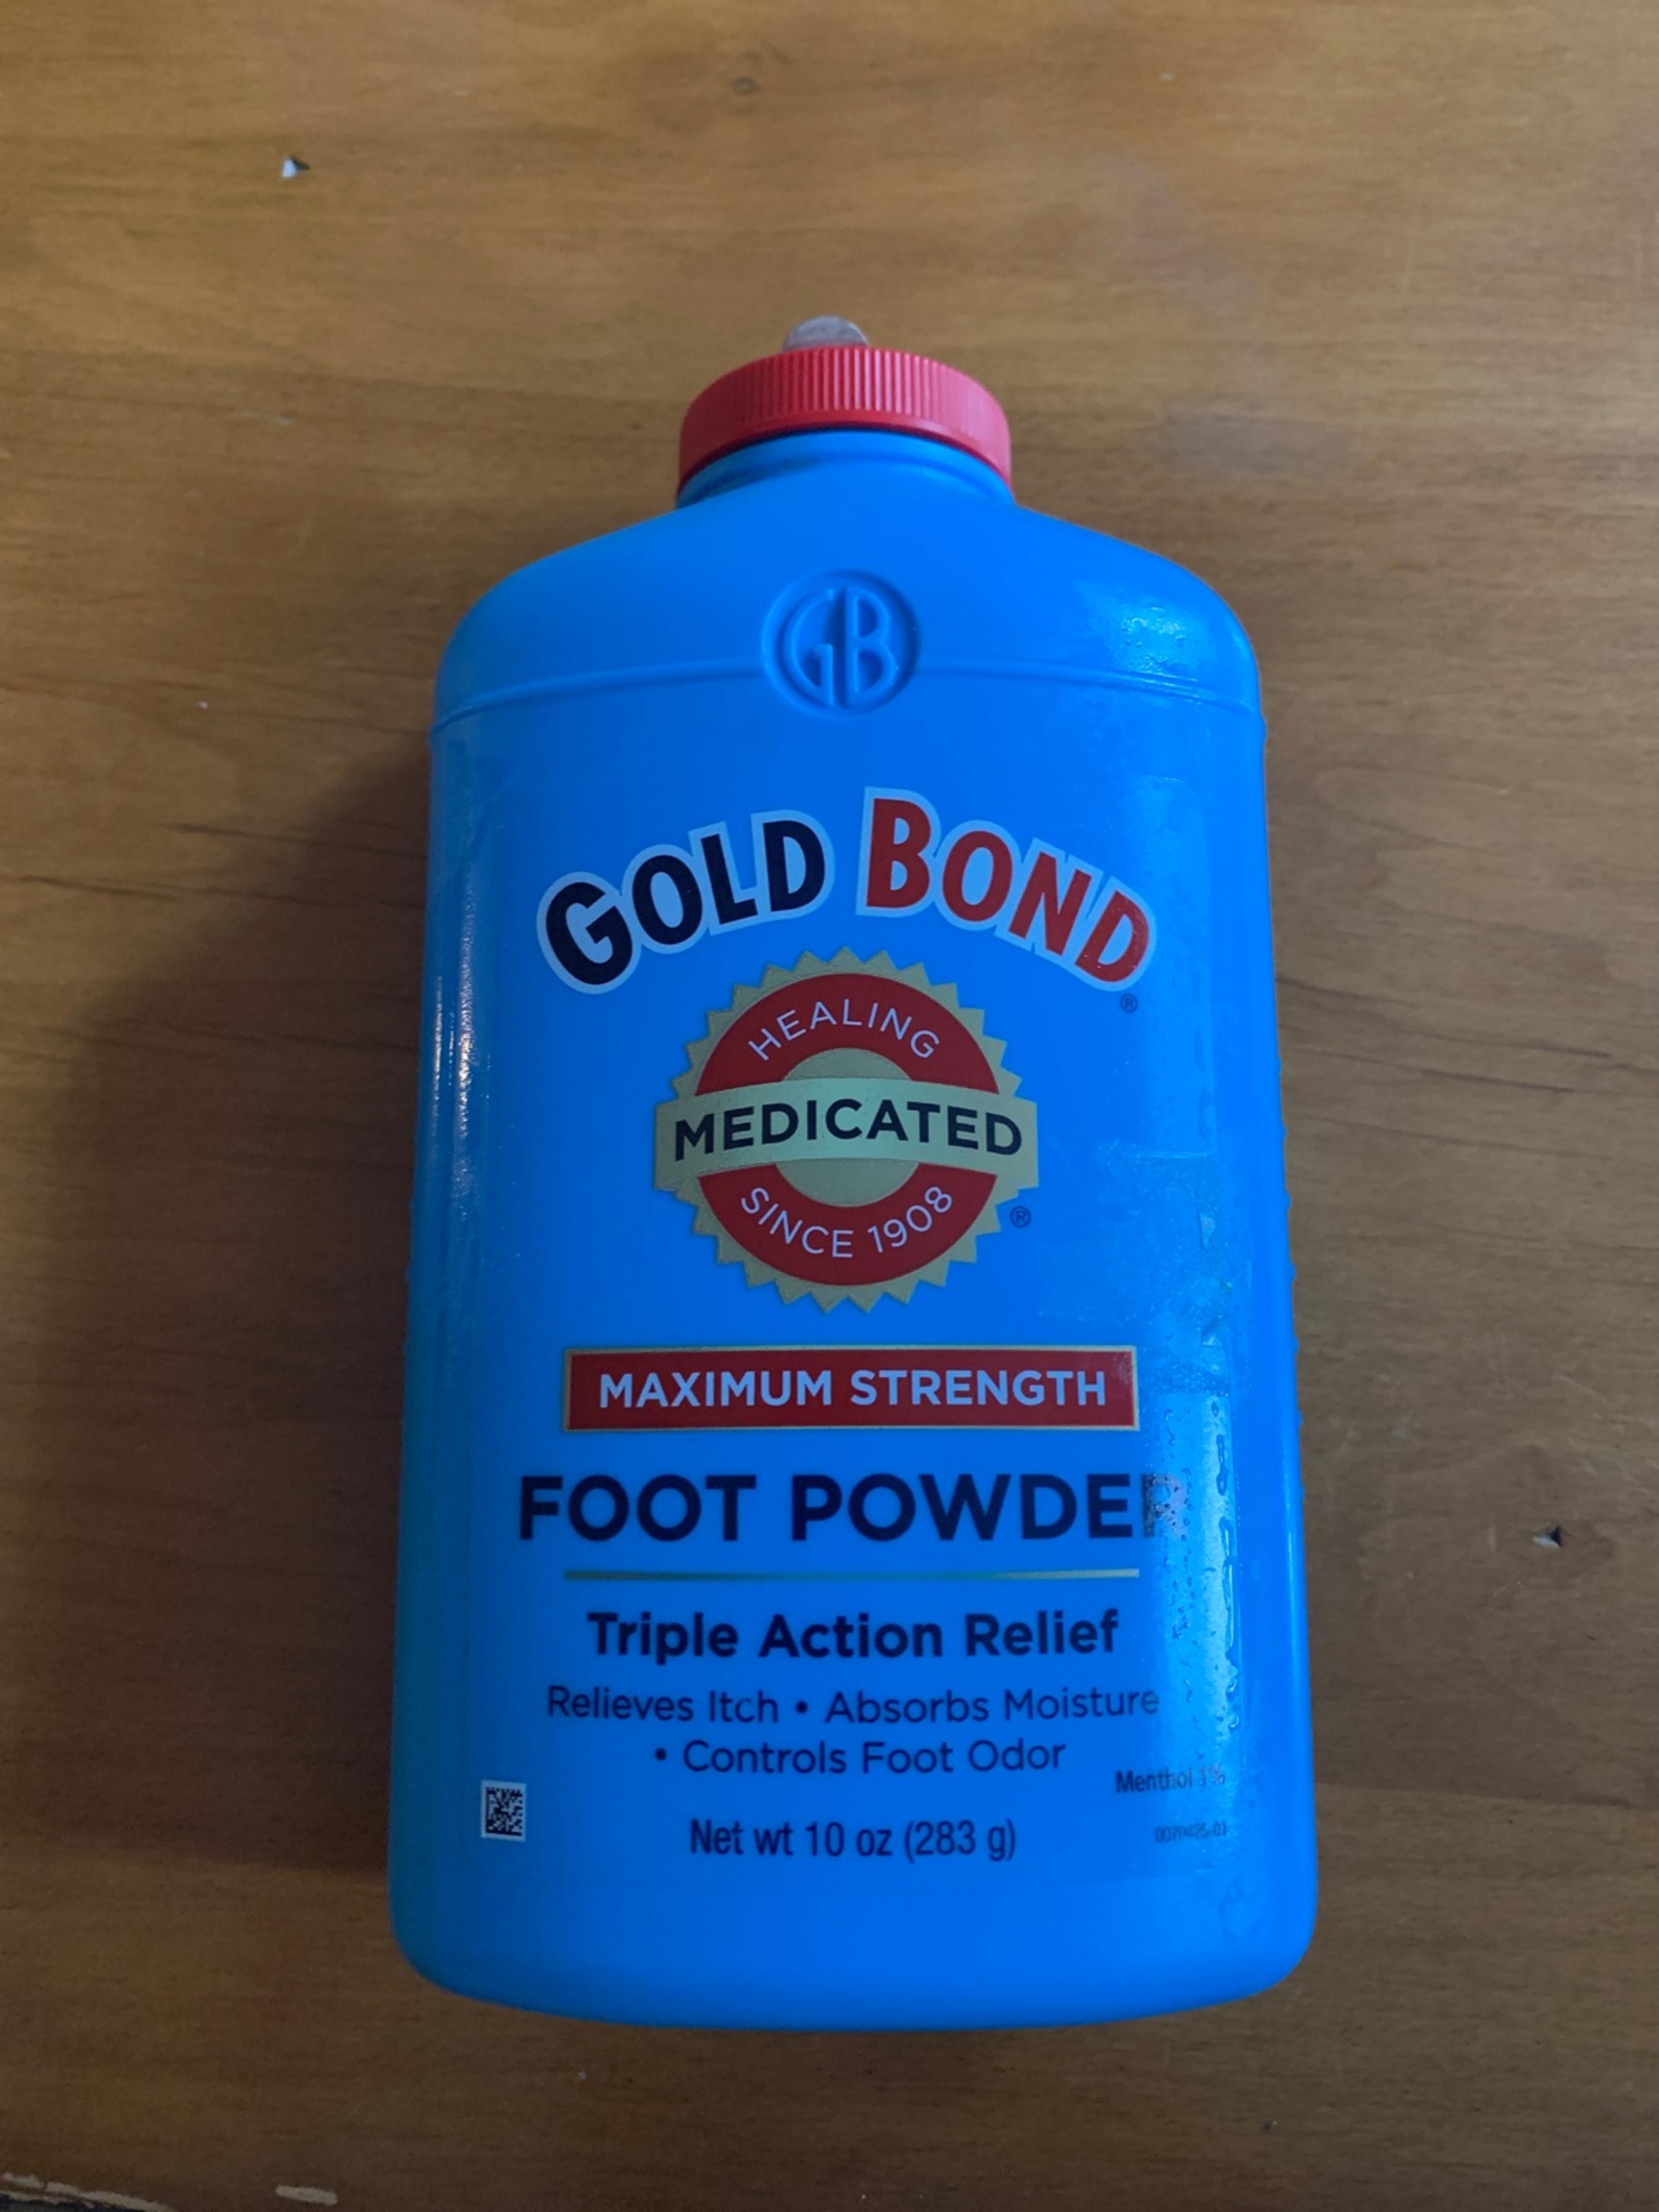 GB
GOLD BOND®
HEALING
MEDICATED
SINCE 1908
®
MAXIMUM STRENGTH
FOOT POWDER
Triple Action Relief
Relieves Itch • Absorbs Moisture
• Controls Foot Odor
Menthol 1%
Net wt 10 oz (283 g)